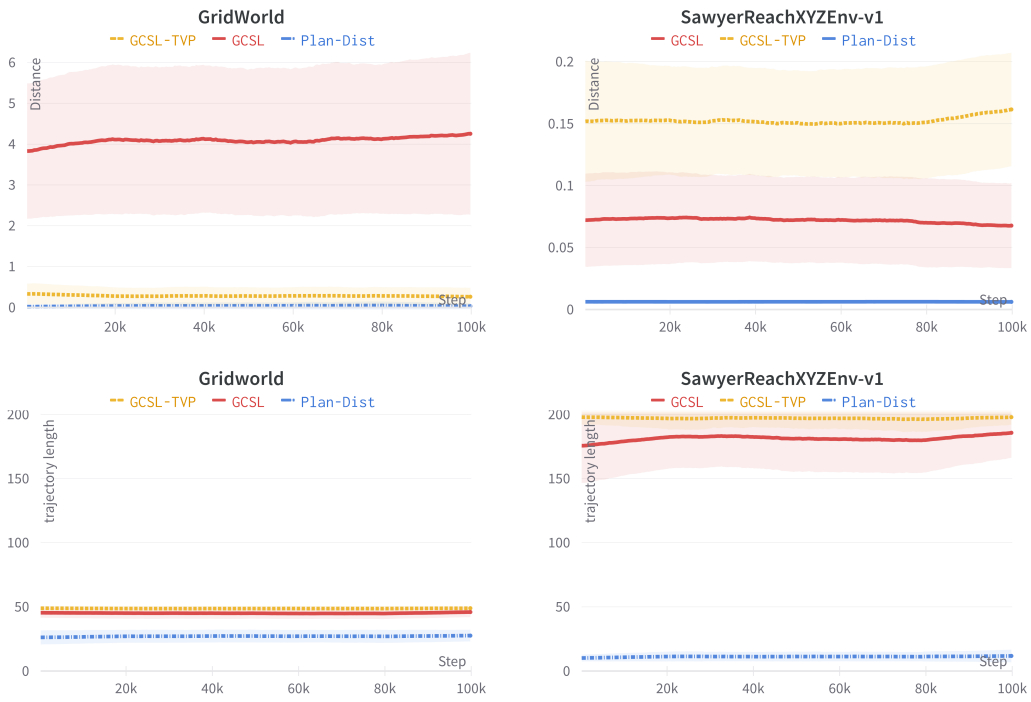 GridWorld
GCSL-TVP GCSL Plan-Dist
Distance
6
5
4
3
2
1
0
Step
20k 40k 60k 80k 100k
SawyerReachXYZEnv-v1
GCSL GCSL-TVP Plan-Dist
Distance
0.2
0.15
0.1
0.05
0
Step
20k 40k 60k 80k 100k
Gridworld
GCSL-TVP GCSL Plan-Dist
trajectory length
200
150
100
50
0
Step
20k 40k 60k 80k 100k
SawyerReachXYZEnv-v1
GCSL GCSL-TVP Plan-Dist
trajectory length
200
150
100
50
0
Step
20k 40k 60k 80k 100k